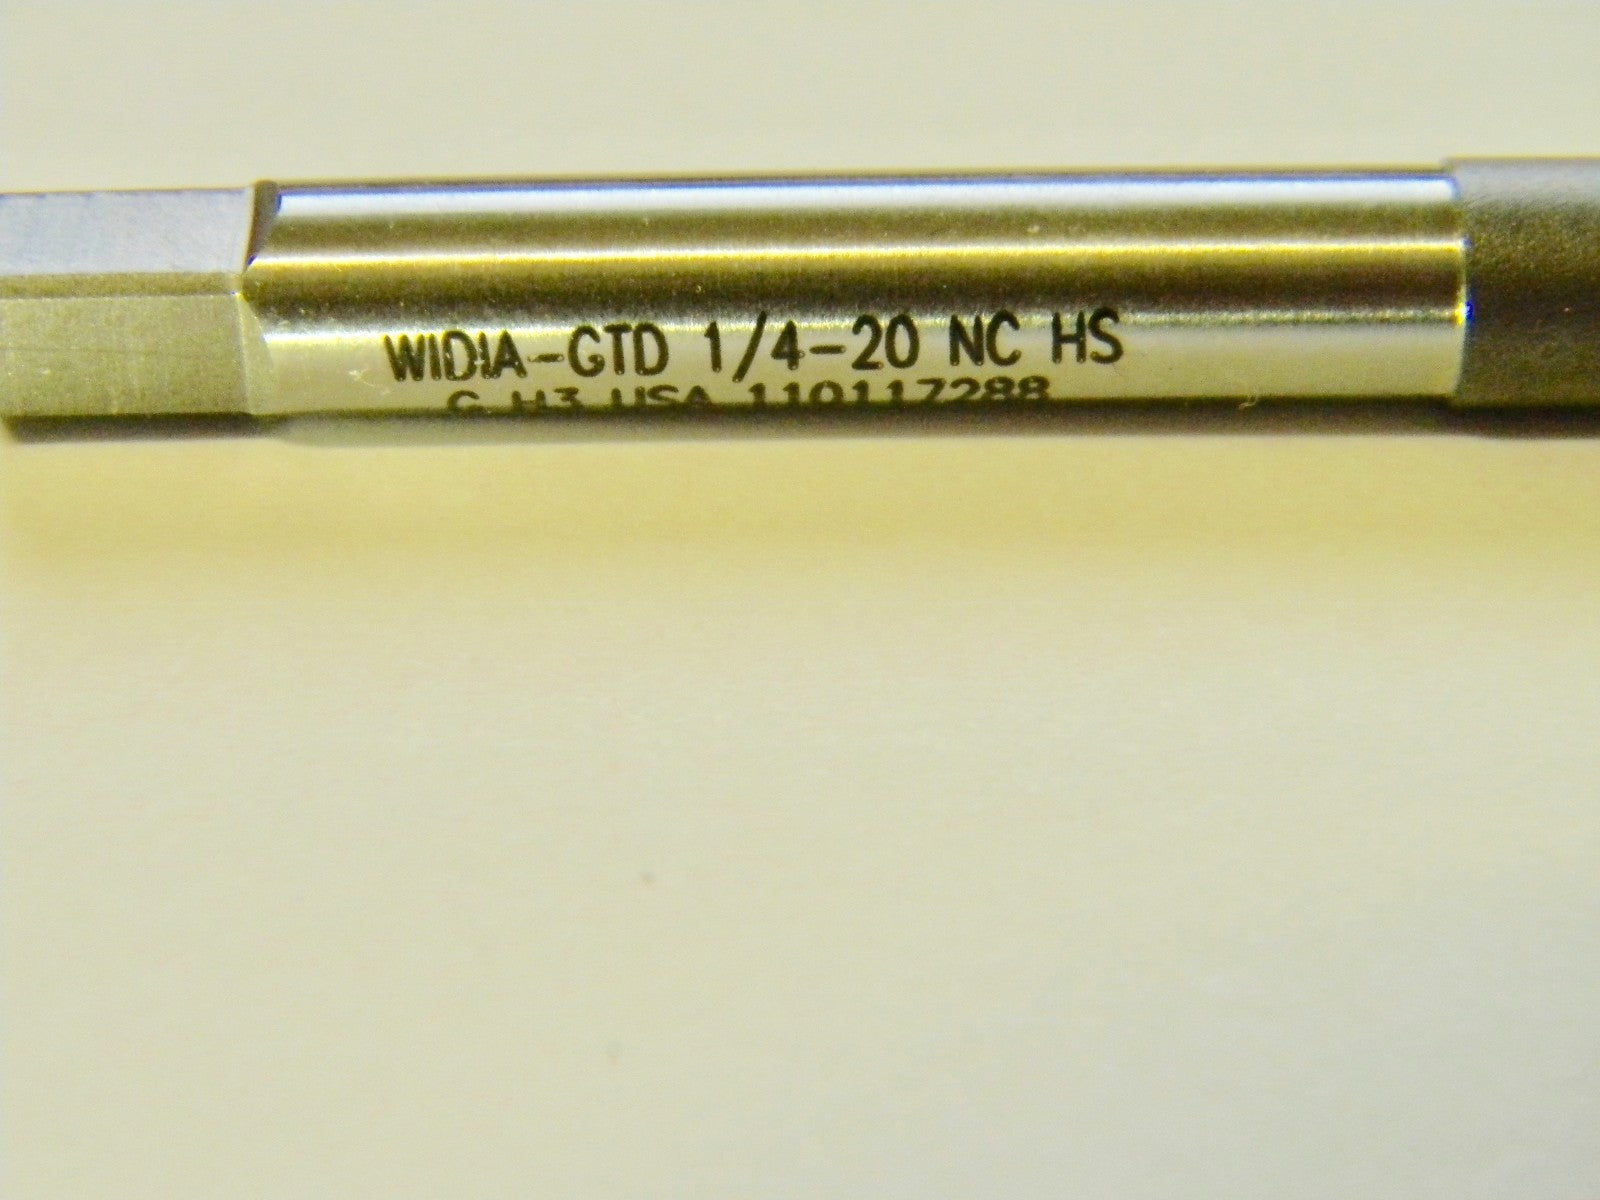 WIDIA-GTD 1/4-20 NC HS
G H3 USA 110117288